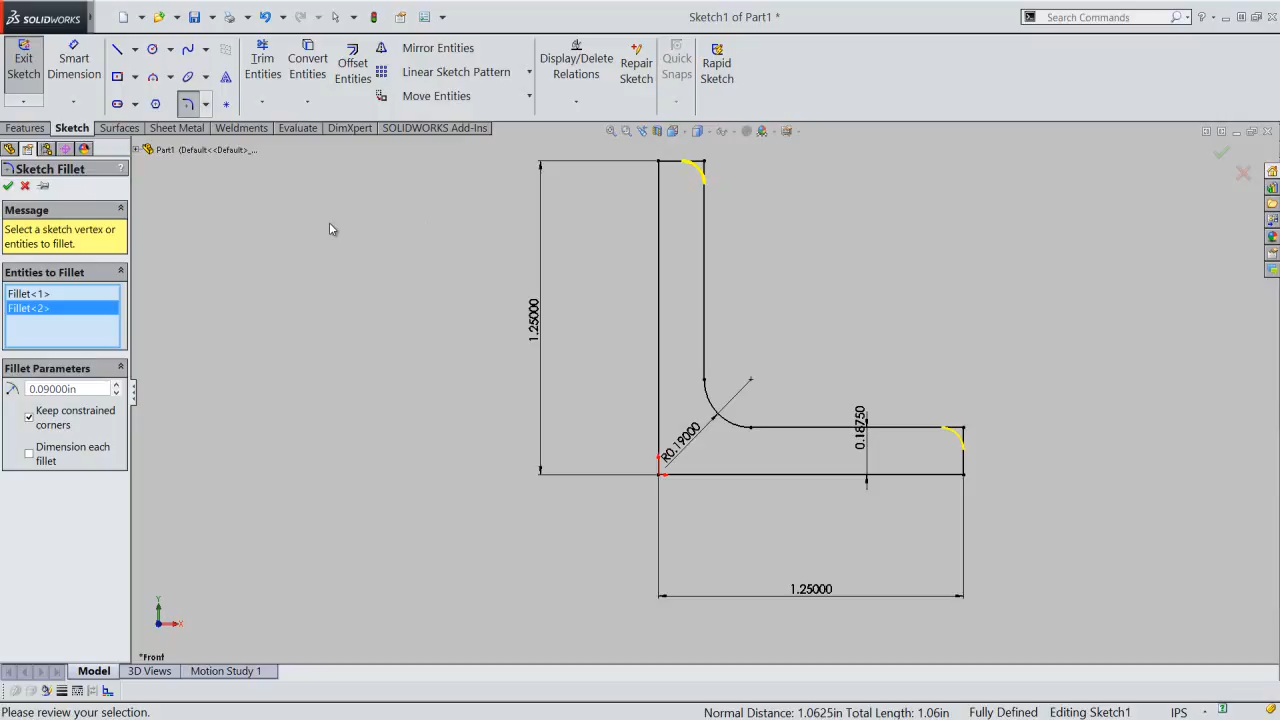 SOLIDWORKS
Sketch1 of Part1 *
Search Commands
Exit Sketch
Smart Dimension
Trim Entities
Convert Entities
Offset Entities
Mirror Entities
Linear Sketch Pattern
Move Entities
Display/Delete Relations
Repair Sketch
Quick Snaps
Rapid Sketch
Features
Sketch
Surfaces
Sheet Metal
Weldments
Evaluate
DimXpert
SOLIDWORKS Add-Ins
Part1 (Default<<Default>_...
Sketch Fillet
?
Message
Select a sketch vertex or
entities to fillet.
Entities to Fillet
Fillet<1>
Fillet<2>
Fillet Parameters
0.09000in
Keep constrained
corners
Dimension each
fillet
1.25000
R0.19000
0.18750
1.25000
Y
X
*Front
Model
3D Views
Motion Study 1
Please review your selection.
Normal Distance: 1.0625in Total Length: 1.06in
Fully Defined
Editing Sketch1
IPS